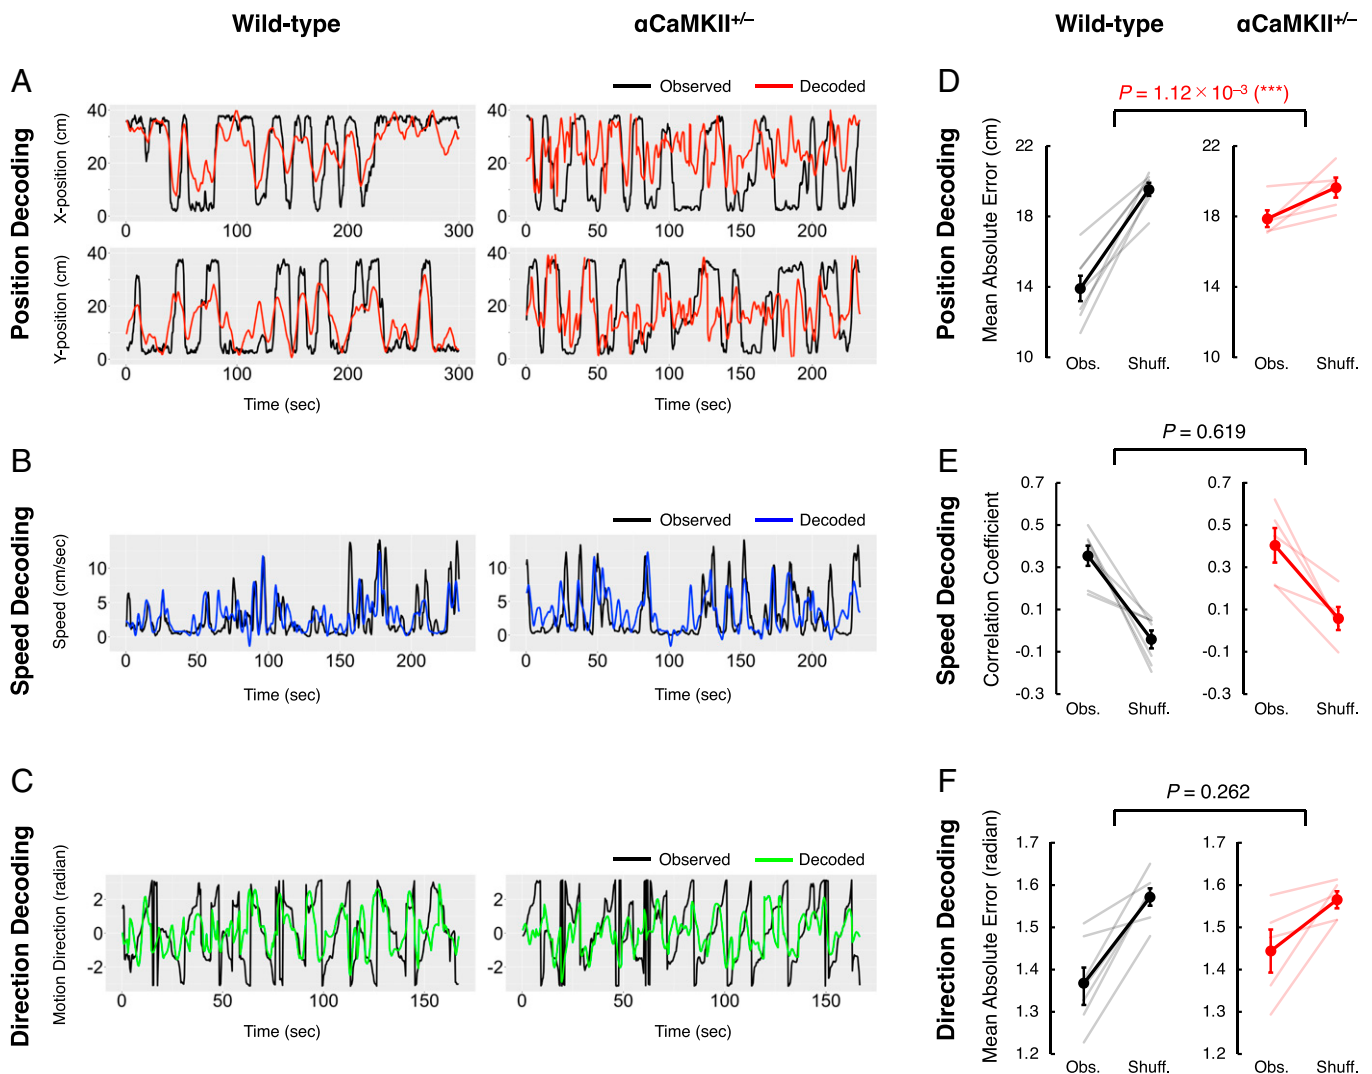 Wild-type
αCaMKII+/–
Wild-type
αCaMKII+/–
A
Observed
Decoded
Position Decoding
X-position (cm)
40
20
0
0
100
200
300
40
20
0
0
50
100
150
200
Y-position (cm)
40
20
0
0
100
200
300
40
20
0
0
50
100
150
200
Time (sec)
Time (sec)
B
Observed
Decoded
Speed Decoding
Speed (cm/sec)
10
5
0
0
50
100
150
200
10
5
0
0
50
100
150
200
Time (sec)
Time (sec)
C
Observed
Decoded
Direction Decoding
Motion Direction (radian)
2
0
-2
0
50
100
150
2
0
-2
0
50
100
150
Time (sec)
Time (sec)
D
P = 1.12 × 10–3 (***)
Position Decoding
Mean Absolute Error (cm)
22
18
14
10
Obs.
Shuff.
22
18
14
10
Obs.
Shuff.
E
P = 0.619
Speed Decoding
Correlation Coefficient
0.7
0.5
0.3
0.1
-0.1
-0.3
Obs.
Shuff.
0.7
0.5
0.3
0.1
-0.1
-0.3
Obs.
Shuff.
F
P = 0.262
Direction Decoding
Mean Absolute Error (radian)
1.7
1.6
1.5
1.4
1.3
1.2
Obs.
Shuff.
1.7
1.6
1.5
1.4
1.3
1.2
Obs.
Shuff.